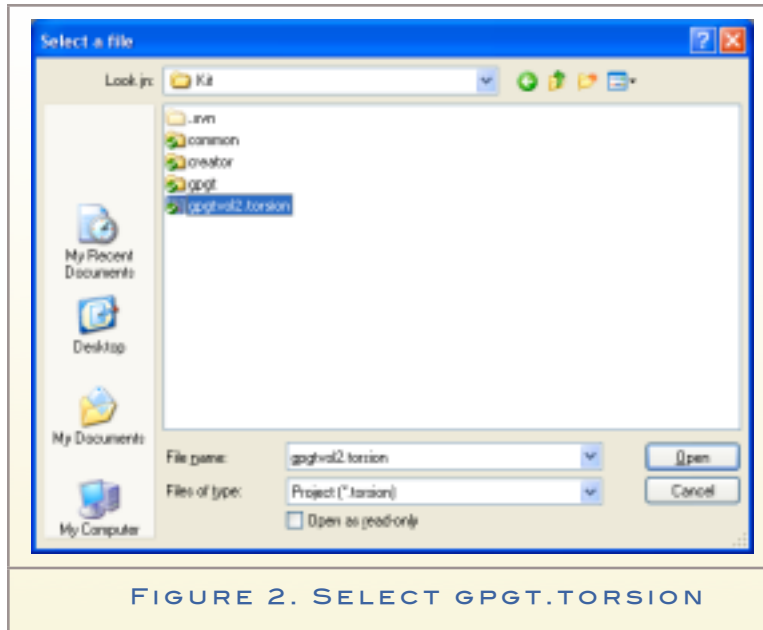 Select a file
Look in:
Kit
.svn
common
creator
gpgt
gpgtvol2.torsion
My Recent
Documents
Desktop
My Documents
My Computer
File name:
gpgtvol2.torsion
Open
Files of type:
Project (*.torsion)
Cancel
Open as read-only
FIGURE 2. SELECT GPGT.TORSION